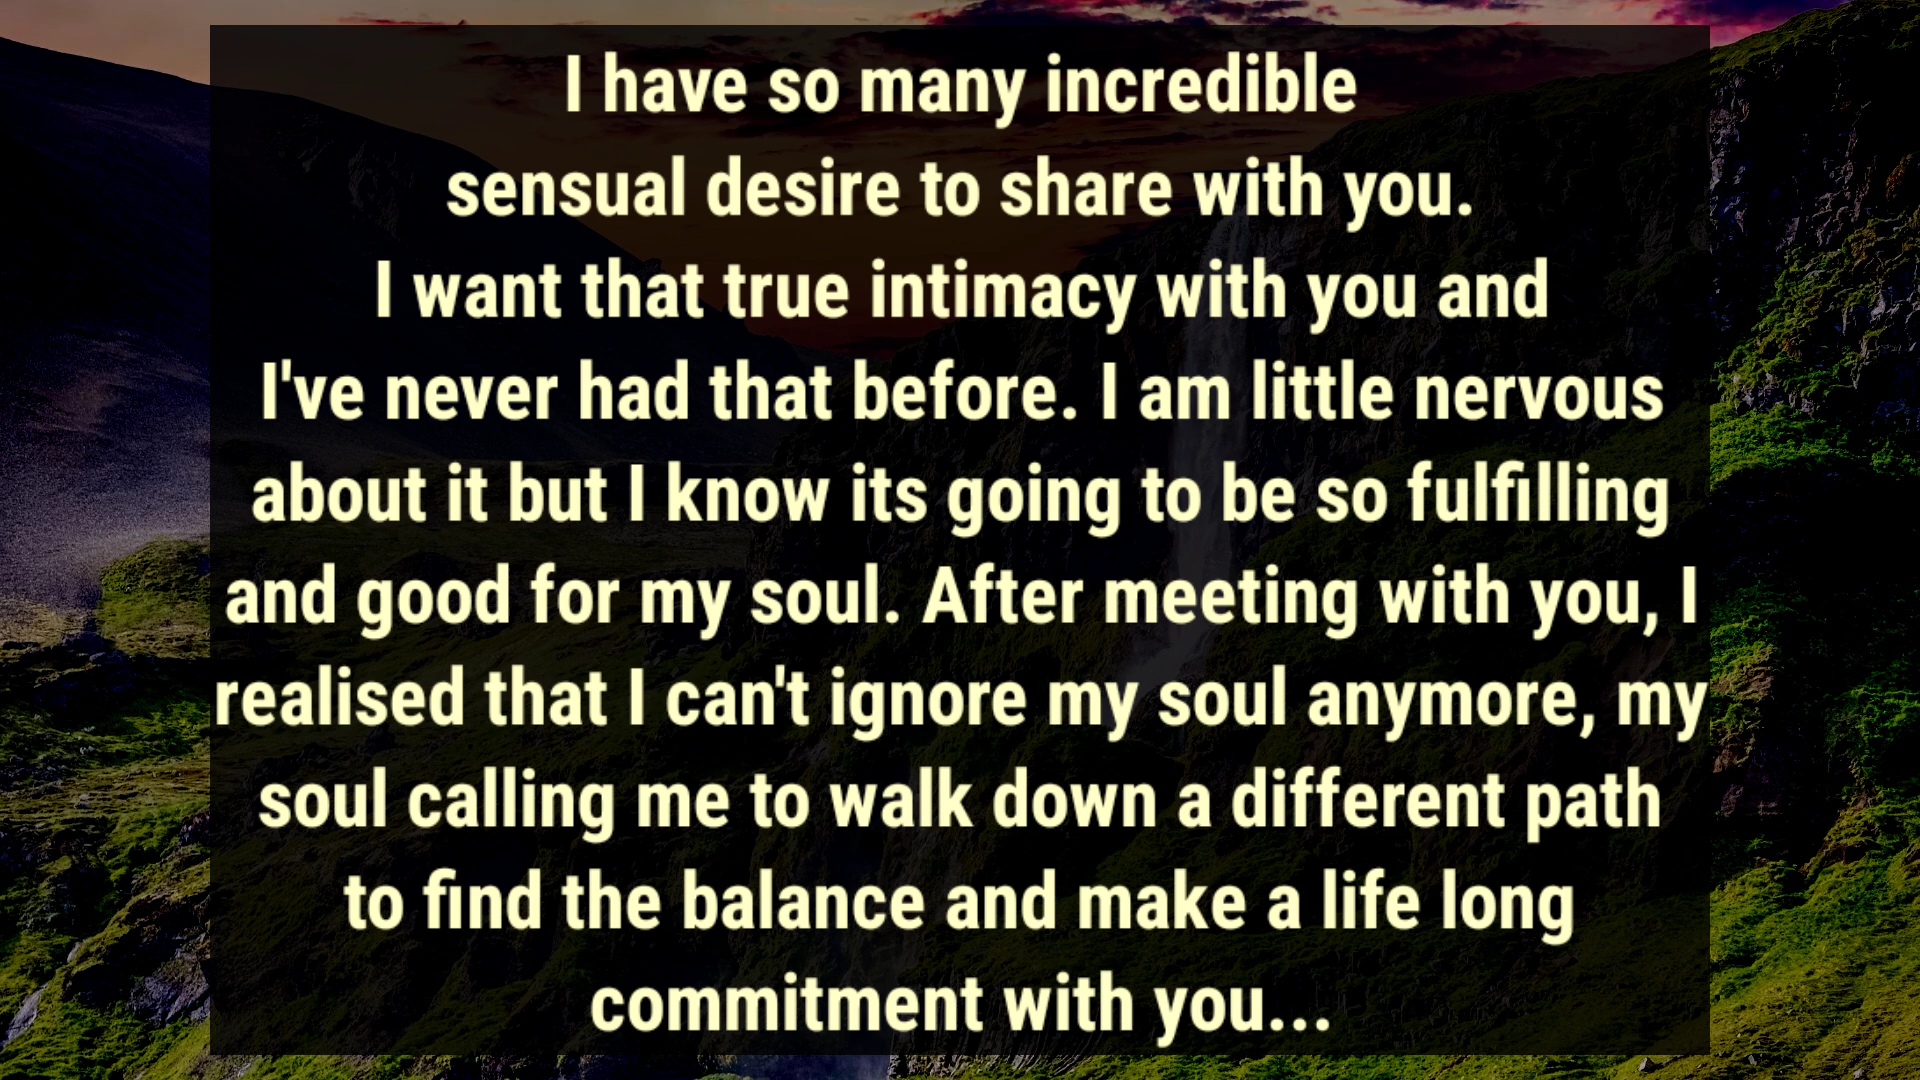 I have so many incredible
sensual desire to share with you.
I want that true intimacy with you and
I've never had that before. I am little nervous
about it but I know its going to be so fulfilling
and good for my soul. After meeting with you, I
realised that I can't ignore my soul anymore, my
soul calling me to walk down a different path
to find the balance and make a life long
commitment with you...